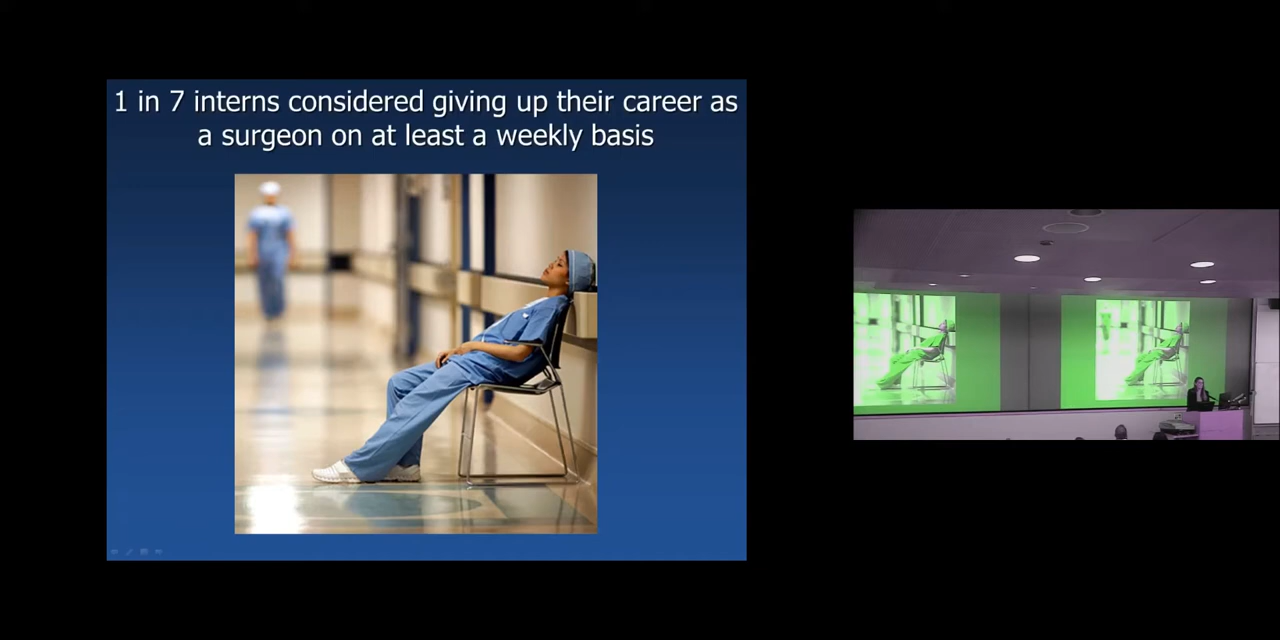 1 in 7 interns considered giving up their career as
a surgeon on at least a weekly basis